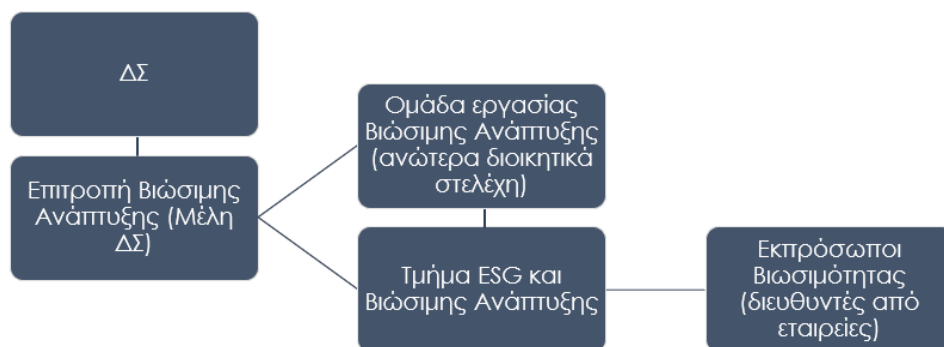 ΔΣ
Επιτροπή Βιώσιμης
Ανάπτυξης (Μέλη
ΔΣ)
Ομάδα εργασίας
Βιώσιμης Ανάπτυξης
(ανώτερα διοικητικά
στελέχη)
Τμήμα ESG και
Βιώσιμης Ανάπτυξης
Εκπρόσωποι
Βιωσιμότητας
(διευθυντές από
εταιρείες)